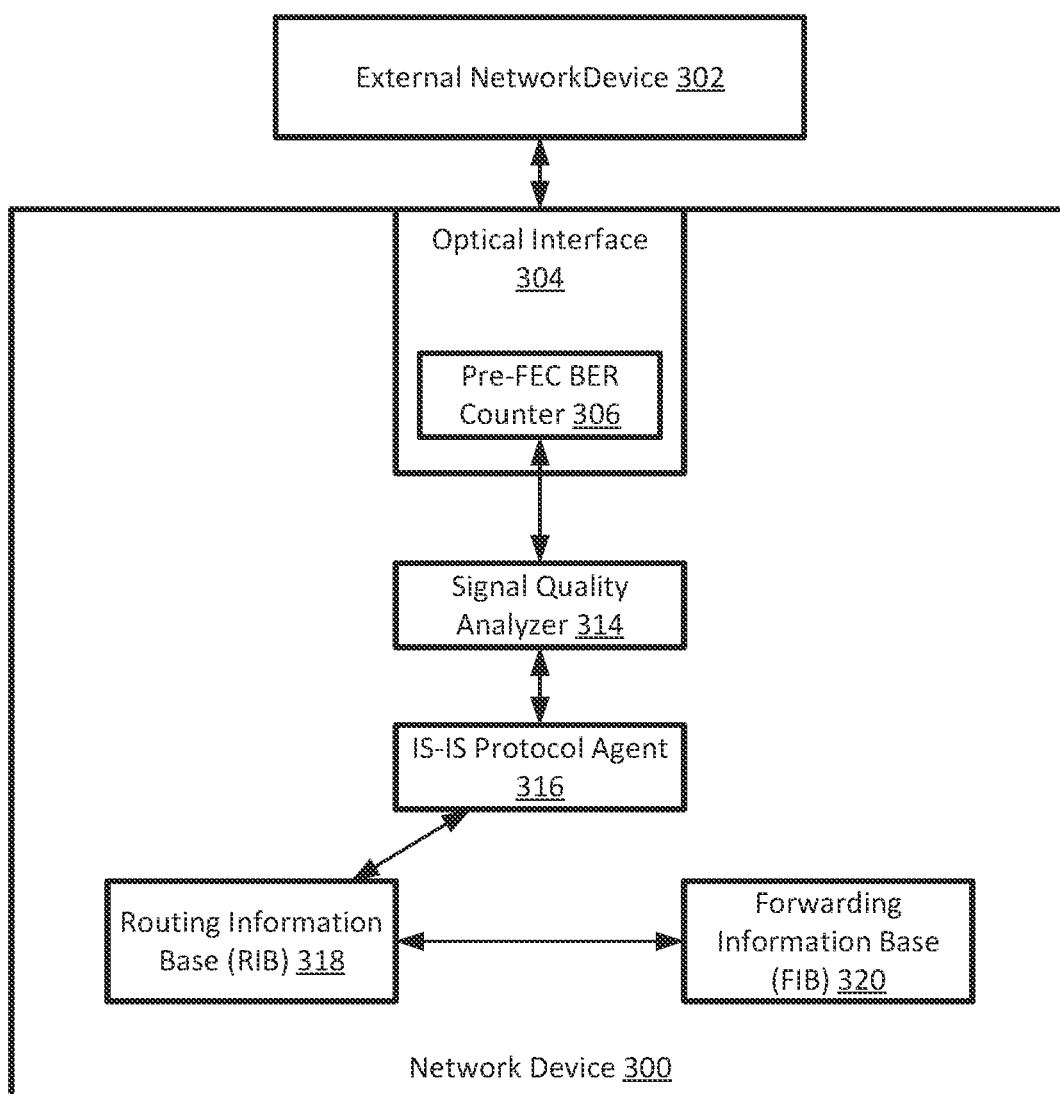 External NetworkDevice 302
Optical Interface
304
Pre-FEC BER
Counter 306
Signal Quality
Analyzer 314
IS-IS Protocol Agent
316
Routing Information
Base (RIB) 318
Forwarding
Information Base
(FIB) 320
Network Device 300